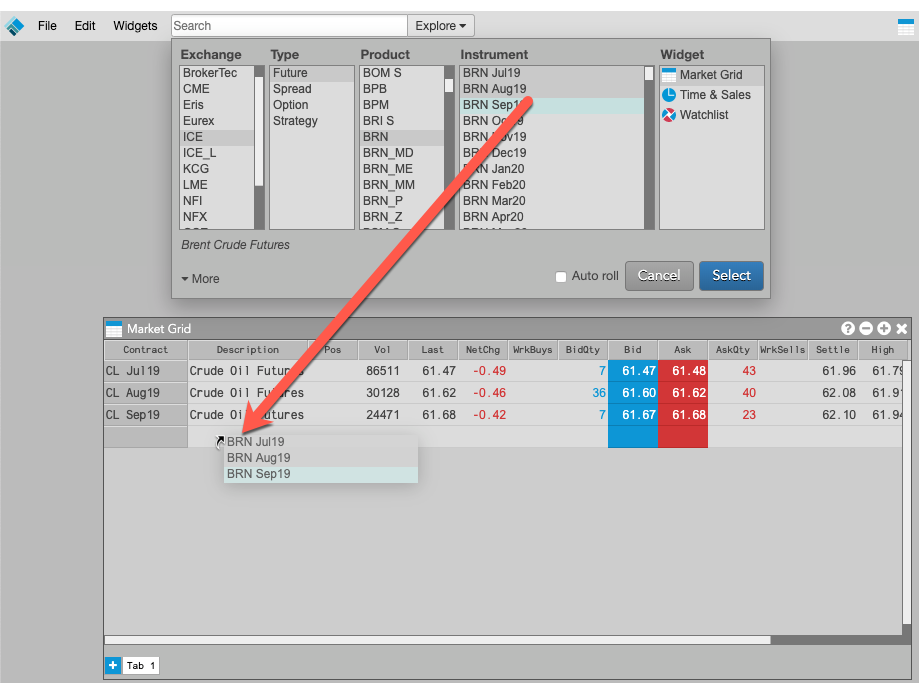 File Edit Widgets Search Explore
Exchange Type Product Instrument Widget
BrokerTec Future BOM S BRN Jul19 Market Grid
CME Spread BPB BRN Aug19 Time & Sales
Eris Option BPM BRN Sep19 Watchlist
Eurex Strategy BRI S BRN Oct19
ICE BRN BRN Nov19
ICE_L BRN_MD BRN Dec19
KCG BRN_ME BRN Jan20
LME BRN_MM BRN Feb20
NFI BRN_P BRN Mar20
NFX BRN_Z BRN Apr20
Brent Crude Futures
More Auto roll Cancel Select
Market Grid
Contract Description Pos Vol Last NetChg WrkBuys BidQty Bid Ask AskQty WrkSells Settle High
CL Jul19 Crude Oil Futures 86511 61.47 -0.49 7 61.47 61.48 43 61.96 61.79
CL Aug19 Crude Oil Futures 30128 61.62 -0.46 36 61.60 61.62 40 62.08 61.9
CL Sep19 Crude Oil Futures 24471 61.68 -0.42 7 61.67 61.68 23 62.10 61.94
BRN Jul19
BRN Aug19
BRN Sep19
Tab 1